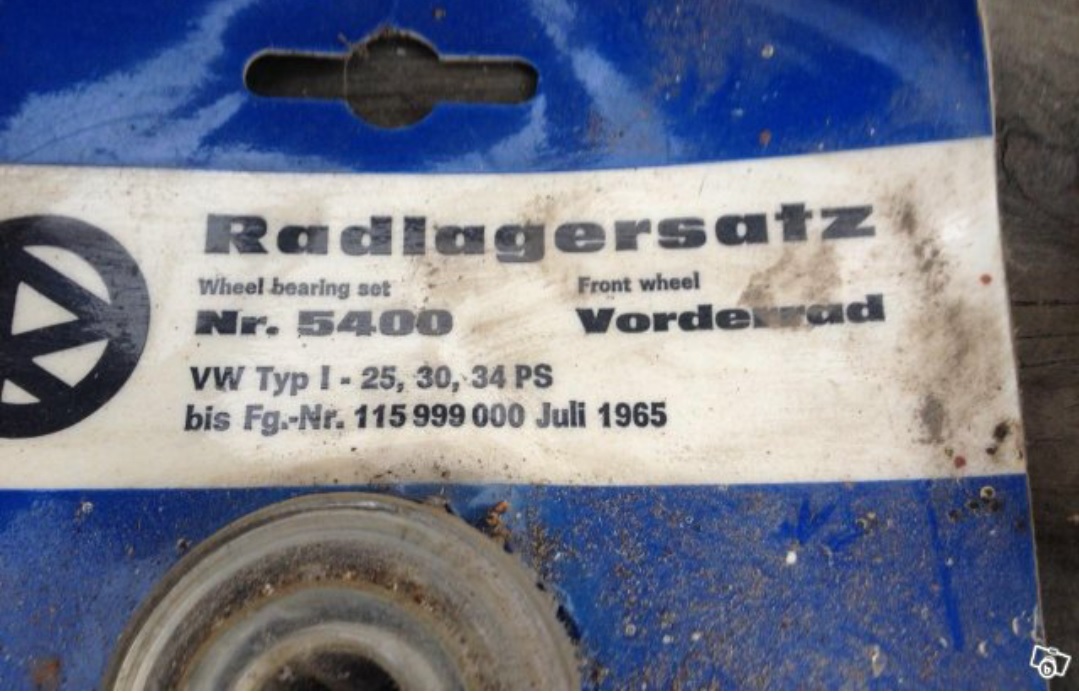 Radlagersatz
Wheel bearing set
Front wheel
Nr. 5400
Vorderrad
VW Typ I - 25, 30, 34 PS
bis Fg.-Nr. 115 999 000 Juli 1965